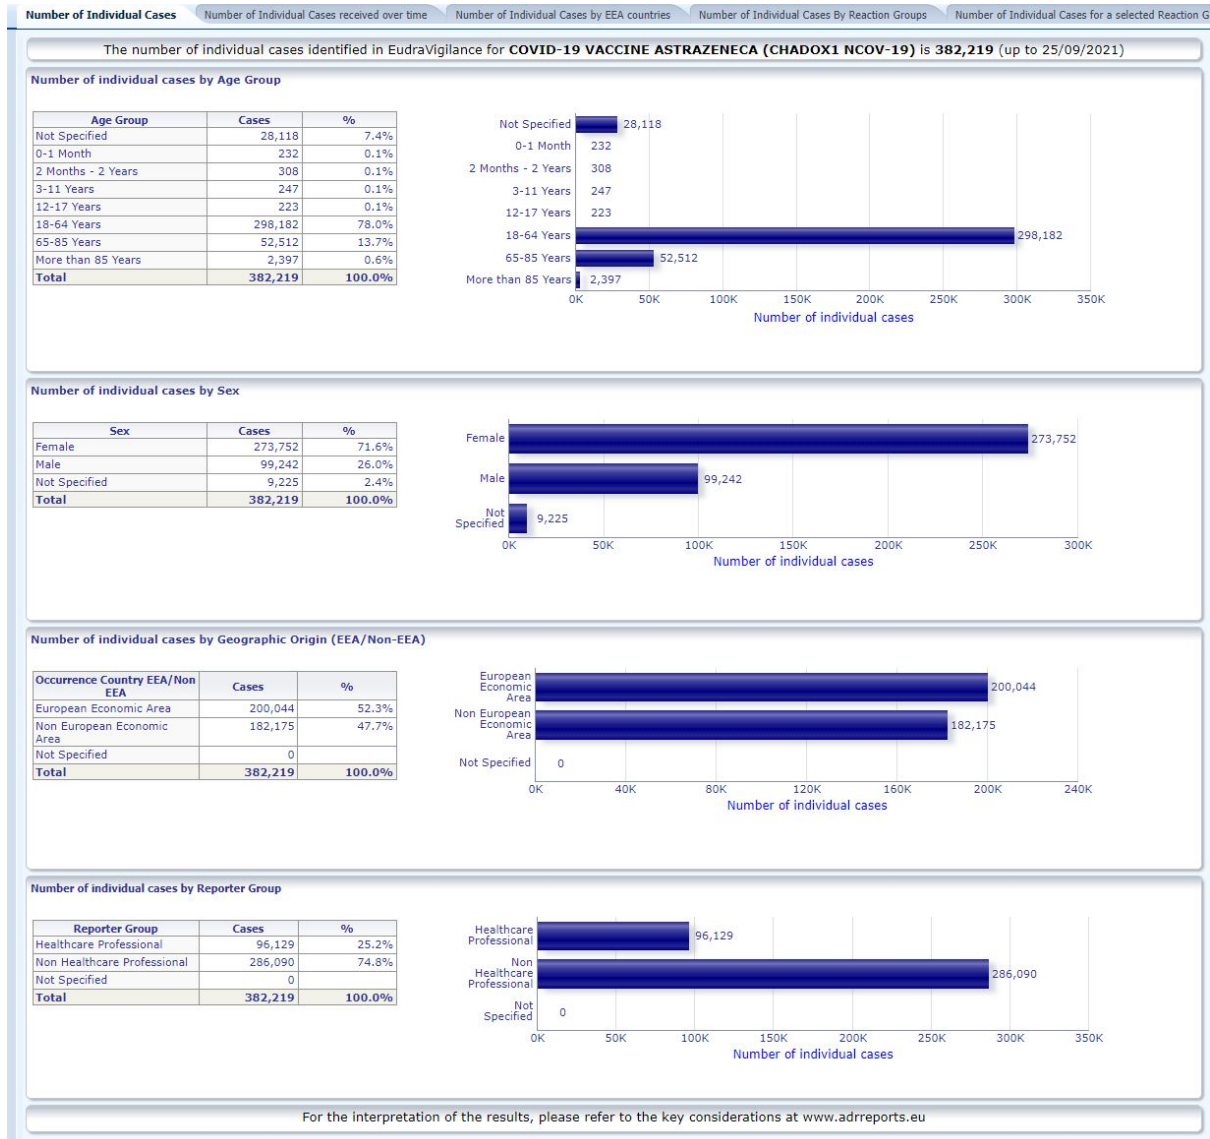 Number of Individual Cases
Number of Individual Cases received over time
Number of Individual Cases by EEA countries
Number of Individual Cases By Reaction Groups
Number of Individual Cases for a selected Reaction G
The number of individual cases identified in EudraVigilance for COVID-19 VACCINE ASTRAZENECA (CHADOX1 NCOV-19) is 382,219 (up to 25/09/2021)
Number of individual cases by Age Group
Age Group Cases %
Not Specified 28,118 7.4%
0-1 Month 232 0.1%
2 Months - 2 Years 308 0.1%
3-11 Years 247 0.1%
12-17 Years 223 0.1%
18-64 Years 298,182 78.0%
65-85 Years 52,512 13.7%
More than 85 Years 2,397 0.6%
Total 382,219 100.0%
Not Specified 28,118
0-1 Month 232
2 Months - 2 Years 308
3-11 Years 247
12-17 Years 223
18-64 Years 298,182
65-85 Years 52,512
More than 85 Years 2,397
0K 50K 100K 150K 200K 250K 300K 350K
Number of individual cases
Number of individual cases by Sex
Sex Cases %
Female 273,752 71.6%
Male 99,242 26.0%
Not Specified 9,225 2.4%
Total 382,219 100.0%
Female 273,752
Male 99,242
Not
Specified 9,225
0K 50K 100K 150K 200K 250K 300K
Number of individual cases
Number of individual cases by Geographic Origin (EEA/Non-EEA)
Occurrence Country EEA/Non
EEA Cases %
European Economic Area 200,044 52.3%
Non European Economic
Area 182,175 47.7%
Not Specified 0
Total 382,219 100.0%
European
Economic
Area 200,044
Non European
Economic
Area 182,175
Not Specified 0
0K 40K 80K 120K 160K 200K 240K
Number of individual cases
Number of individual cases by Reporter Group
Reporter Group Cases %
Healthcare Professional 96,129 25.2%
Non Healthcare Professional 286,090 74.8%
Not Specified 0
Total 382,219 100.0%
Healthcare
Professional 96,129
Non
Healthcare
Professional 286,090
Not
Specified 0
0K 50K 100K 150K 200K 250K 300K 350K
Number of individual cases
For the interpretation of the results, please refer to the key considerations at www.adrreports.eu